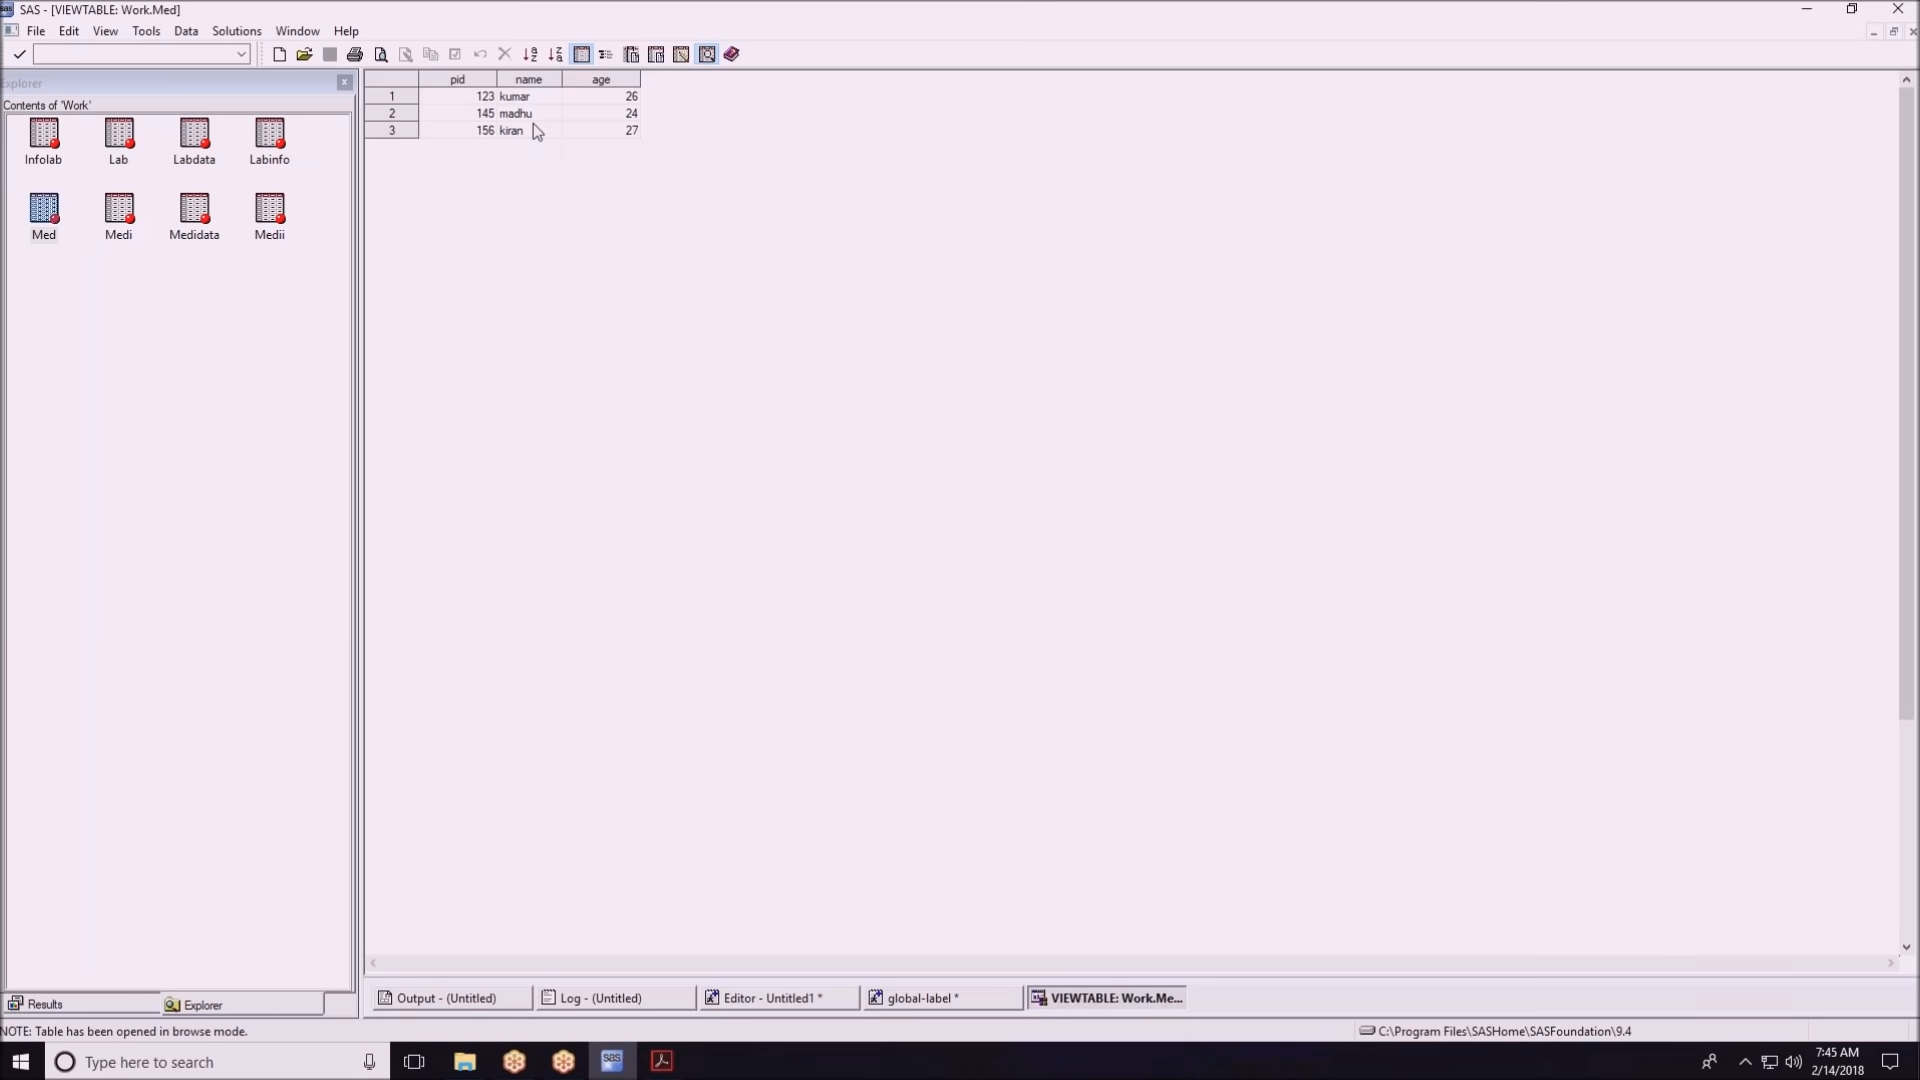 SAS - [VIEWTABLE: Work.Med]
File Edit View Tools Data Solutions Window Help
Explorer
Contents of 'Work'
Infolab Lab Labdata Labinfo
Med Medi Medidata Medii
pid name age
1 123 kumar 26
2 145 madhu 24
3 156 kiran 27
Results Explorer
Output - (Untitled) Log - (Untitled) Editor - Untitled1 * global-label * VIEWTABLE: Work.Me...
NOTE: Table has been opened in browse mode.
C:\Program Files\SASHome\SASFoundation\9.4
Type here to search
sas
7:45 AM
2/14/2018